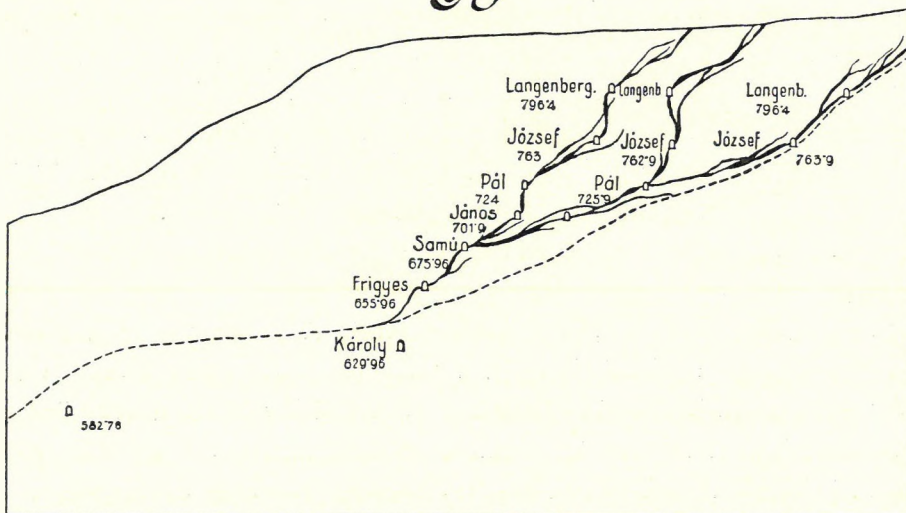 Langenberg.
796'4
Langenb
Langenb.
796'4
József
763
József
762'9
József
763'9
Pál
724
Pál
725'9
János
701'9
Samú
675'96
Frigyes
655'96
Károly
629'96
582'78